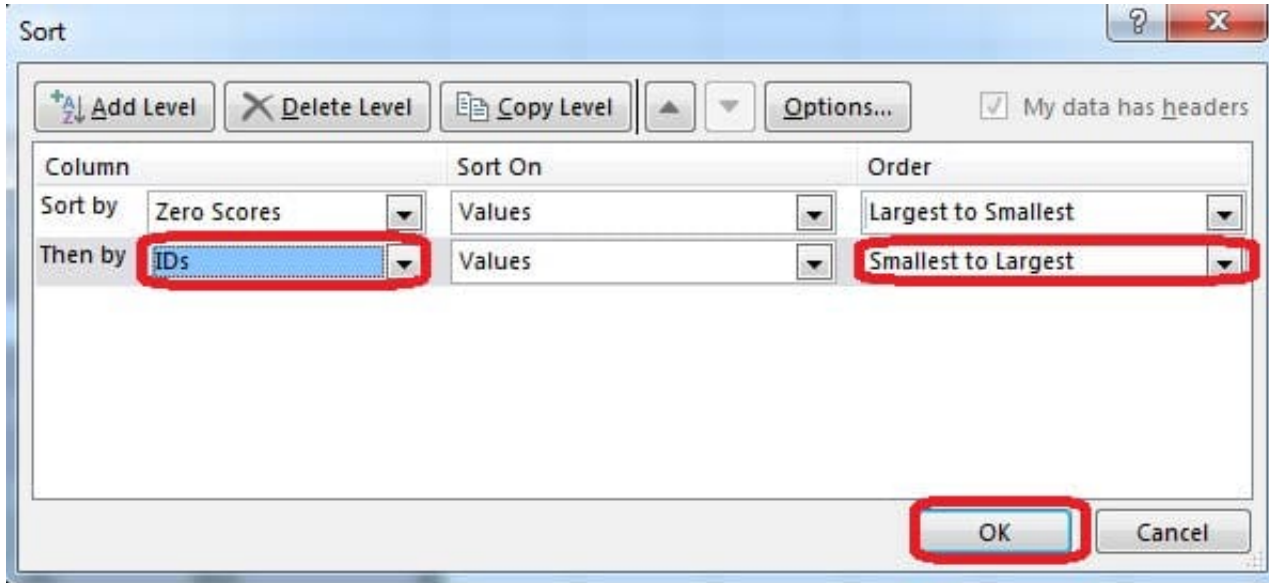 Sort
Add Level Delete Level Copy Level Options... My data has headers
Column Sort On Order
Sort by Zero Scores Values Largest to Smallest
Then by IDs Values Smallest to Largest
OK Cancel